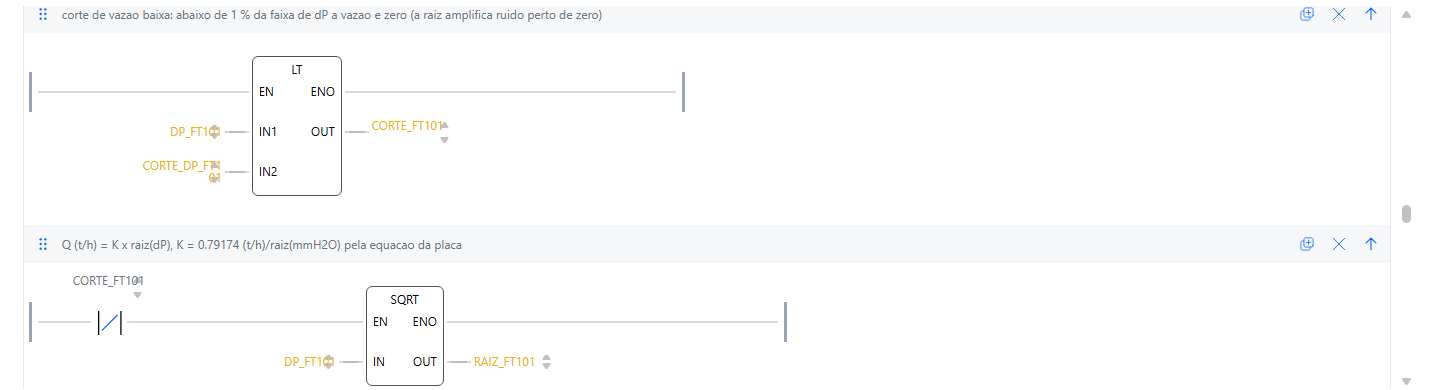 corte de vazao baixa: abaixo de 1 % da faixa de dP a vazao e zero (a raiz amplifica ruido perto de zero)
LT
EN ENO
DP_FT101 IN1 OUT CORTE_FT101
CORTE_DP_FT1
01 IN2
Q (t/h) = K x raiz(dP), K = 0.79174 (t/h)/raiz(mmH2O) pela equacao da placa
CORTE_FT101
SQRT
EN ENO
DP_FT101 IN OUT RAIZ_FT101